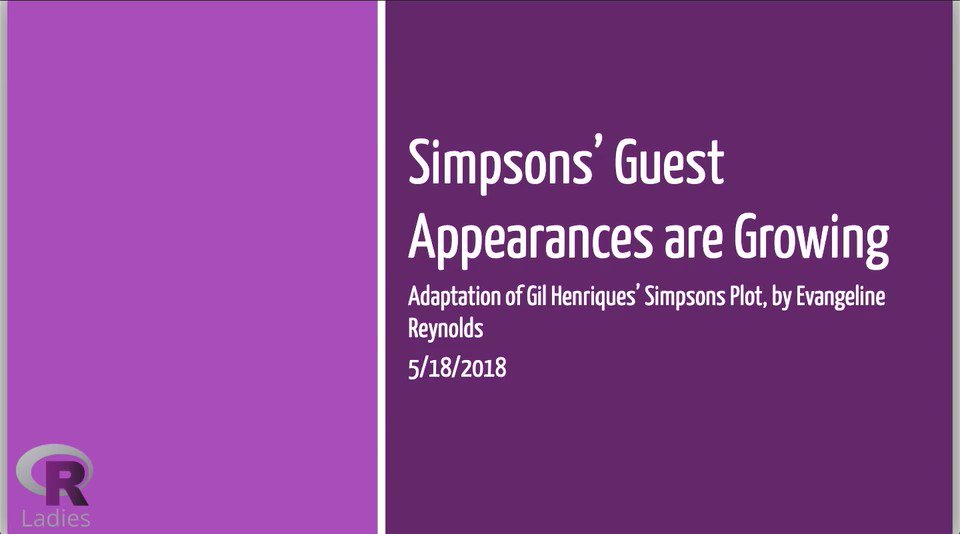 Simpsons’ Guest
Appearances are Growing
Adaptation of Gil Henriques’ Simpsons Plot, by Evangeline
Reynolds
5/18/2018
R
Ladies